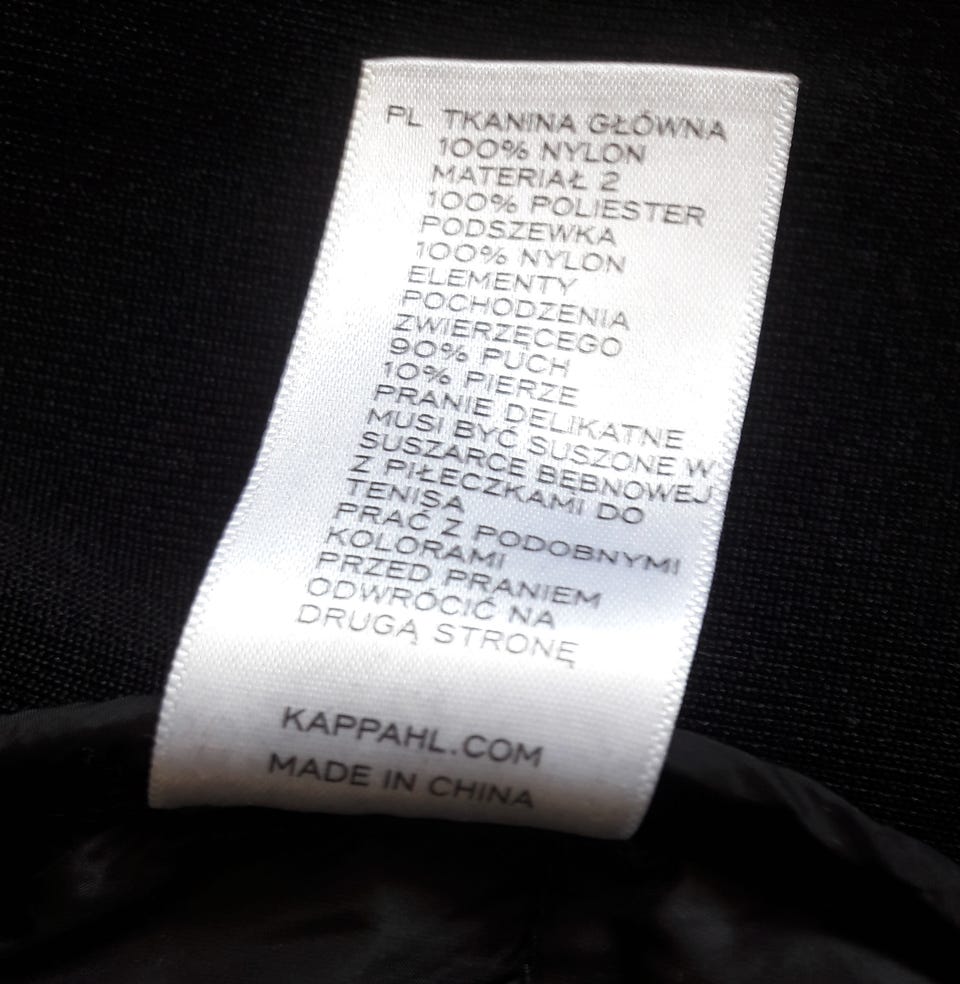 PL TKANINA GŁÓWNA
100% NYLON
MATERIAŁ 2
100% POLIESTER
PODSZEWKA
100% NYLON
ELEMENTY
POCHODZENIA
ZWIERZĘCEGO
90% PUCH
10% PIERZE
PRANIE DELIKATNE
MUSI BYĆ SUSZONE W
SUSZARCE BĘBNOWEJ
Z PIŁECZKAMI DO
TENISA
PRAĆ Z PODOBNYMI
KOLORAMI
PRZED PRANIEM
ODWRÓCIĆ NA
DRUGĄ STRONĘ
KAPPAHL.COM
MADE IN CHINA